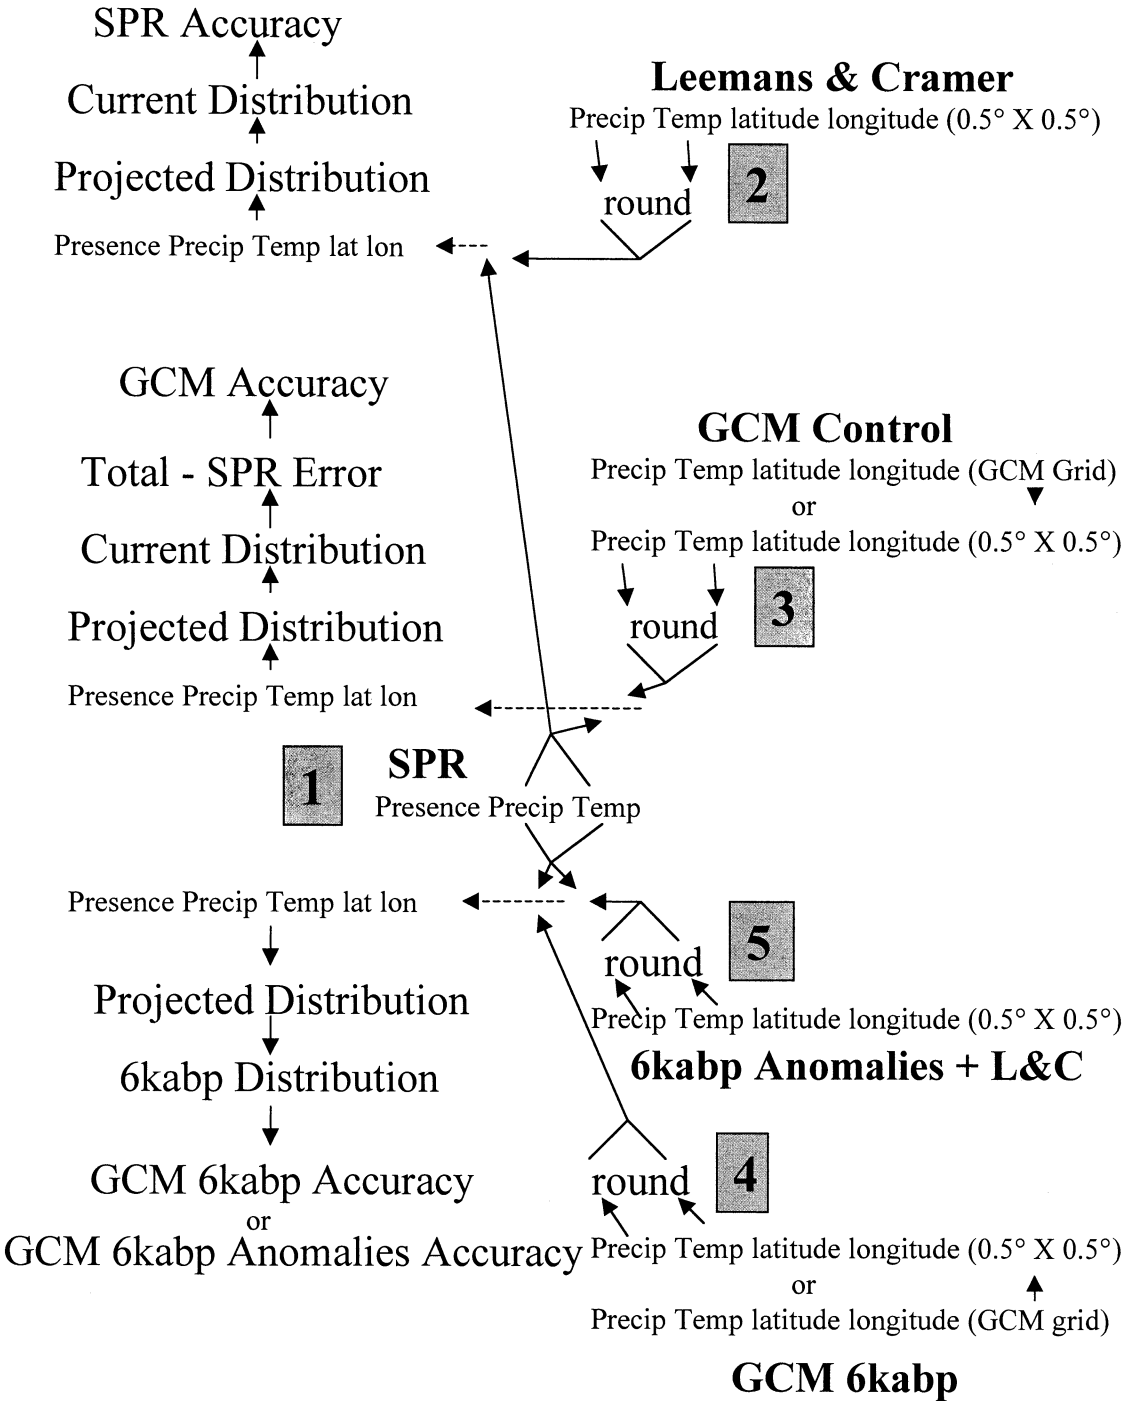 SPR Accuracy
Current Distribution
Projected Distribution
Presence Precip Temp lat lon
Leemans & Cramer
Precip Temp latitude longitude (0.5° X 0.5°)
round
2
GCM Accuracy
Total - SPR Error
Current Distribution
Projected Distribution
Presence Precip Temp lat lon
GCM Control
Precip Temp latitude longitude (GCM Grid)
or
Precip Temp latitude longitude (0.5° X 0.5°)
round
3
1
SPR
Presence Precip Temp
Presence Precip Temp lat lon
Projected Distribution
6kabp Distribution
GCM 6kabp Accuracy
or
GCM 6kabp Anomalies Accuracy
5
round
Precip Temp latitude longitude (0.5° X 0.5°)
6kabp Anomalies + L&C
4
round
Precip Temp latitude longitude (0.5° X 0.5°)
or
Precip Temp latitude longitude (GCM grid)
GCM 6kabp